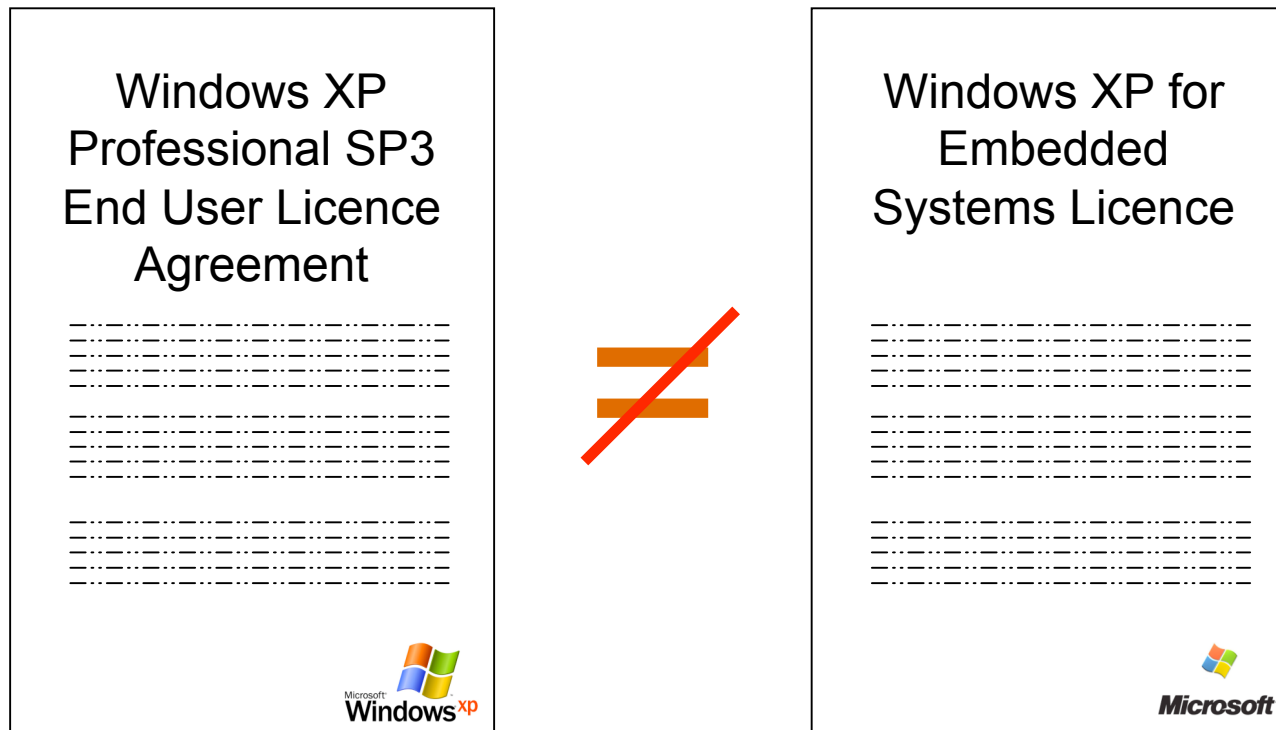 Windows XP
Professional SP3
End User Licence
Agreement
Microsoft
Windows xp
Windows XP for
Embedded
Systems Licence
Microsoft